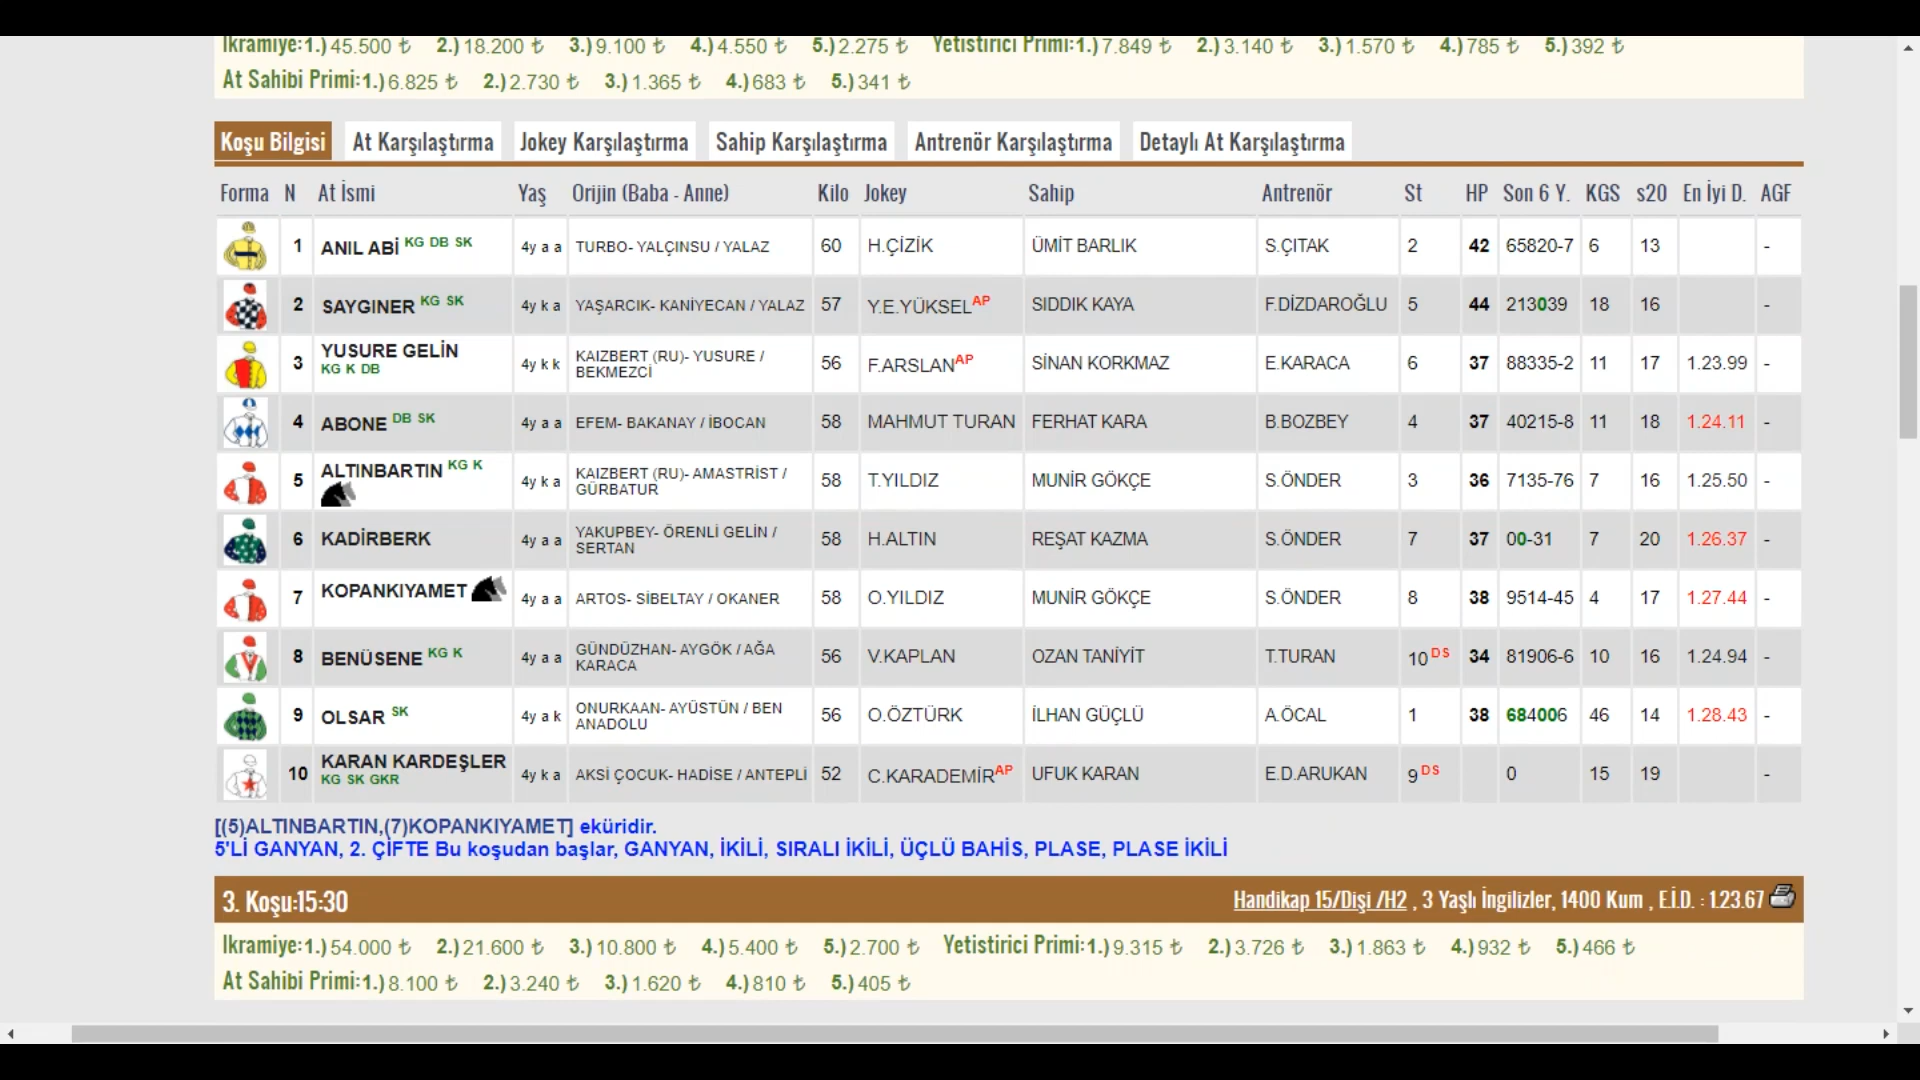 İkramiye:1.) 45.500 ₺ 2.) 18.200 ₺ 3.) 9.100 ₺ 4.) 4.550 ₺ 5.) 2.275 ₺ Yetistirici Primi:1.) 7.849 ₺ 2.) 3.140 ₺ 3.) 1.570 ₺ 4.) 785 ₺ 5.) 392 ₺
At Sahibi Primi:1.) 6.825 ₺ 2.) 2.730 ₺ 3.) 1.365 ₺ 4.) 683 ₺ 5.) 341 ₺
Koşu Bilgisi At Karşılaştırma Jokey Karşılaştırma Sahip Karşılaştırma Antrenör Karşılaştırma Detaylı At Karşılaştırma
Forma N At İsmi Yaş Orijin (Baba - Anne) Kilo Jokey Sahip Antrenör St HP Son 6 Y. KGS s20 En İyi D. AGF
1 ANIL ABİ KG DB SK 4y a a TURBO- YALÇINSU / YALAZ 60 H.ÇİZİK ÜMİT BARLIK S.ÇITAK 2 42 65820-7 6 13 -
2 SAYGINER KG SK 4y k a YAŞARCIK- KANİYECAN / YALAZ 57 Y.E.YÜKSEL AP SIDDIK KAYA F.DİZDAROĞLU 5 44 213039 18 16 -
3 YUSURE GELİN KG K DB 4y k k KAIZBERT (RU)- YUSURE / BEKMEZCİ 56 F.ARSLAN AP SİNAN KORKMAZ E.KARACA 6 37 88335-2 11 17 1.23.99 -
4 ABONE DB SK 4y a a EFEM- BAKANAY / İBOCAN 58 MAHMUT TURAN FERHAT KARA B.BOZBEY 4 37 40215-8 11 18 1.24.11 -
5 ALTINBARTIN KG K 4y k a KAIZBERT (RU)- AMASTRİST / GÜRBATUR 58 T.YILDIZ MUNİR GÖKÇE S.ÖNDER 3 36 7135-76 7 16 1.25.50 -
6 KADİRBERK 4y a a YAKUPBEY- ÖRENLİ GELİN / SERTAN 58 H.ALTIN REŞAT KAZMA S.ÖNDER 7 37 00-31 7 20 1.26.37 -
7 KOPANKIYAMET 4y a a ARTOS- SİBELTAY / OKANER 58 O.YILDIZ MUNİR GÖKÇE S.ÖNDER 8 38 9514-45 4 17 1.27.44 -
8 BENÜSENE KG K 4y a a GÜNDÜZHAN- AYGÖK / AĞA KARACA 56 V.KAPLAN OZAN TANİYİT T.TURAN 10 DS 34 81906-6 10 16 1.24.94 -
9 OLSAR SK 4y a k ONURKAAN- AYÜSTÜN / BEN ANADOLU 56 O.ÖZTÜRK İLHAN GÜÇLÜ A.ÖCAL 1 38 684006 46 14 1.28.43 -
10 KARAN KARDEŞLER KG SK GKR 4y k a AKSİ ÇOCUK- HADİSE / ANTEPLİ 52 C.KARADEMİR AP UFUK KARAN E.D.ARUKAN 9 DS 0 15 19 -
[(5)ALTINBARTIN,(7)KOPANKIYAMET] eküridir.
5'Lİ GANYAN, 2. ÇİFTE Bu koşudan başlar, GANYAN, İKİLİ, SIRALI İKİLİ, ÜÇLÜ BAHİS, PLASE, PLASE İKİLİ
3. Koşu:15:30 Handikap 15/Dişi /H2 , 3 Yaşlı İngilizler, 1400 Kum , E.İ.D. : 1.23.67
İkramiye:1.) 54.000 ₺ 2.) 21.600 ₺ 3.) 10.800 ₺ 4.) 5.400 ₺ 5.) 2.700 ₺ Yetistirici Primi:1.) 9.315 ₺ 2.) 3.726 ₺ 3.) 1.863 ₺ 4.) 932 ₺ 5.) 466 ₺
At Sahibi Primi:1.) 8.100 ₺ 2.) 3.240 ₺ 3.) 1.620 ₺ 4.) 810 ₺ 5.) 405 ₺